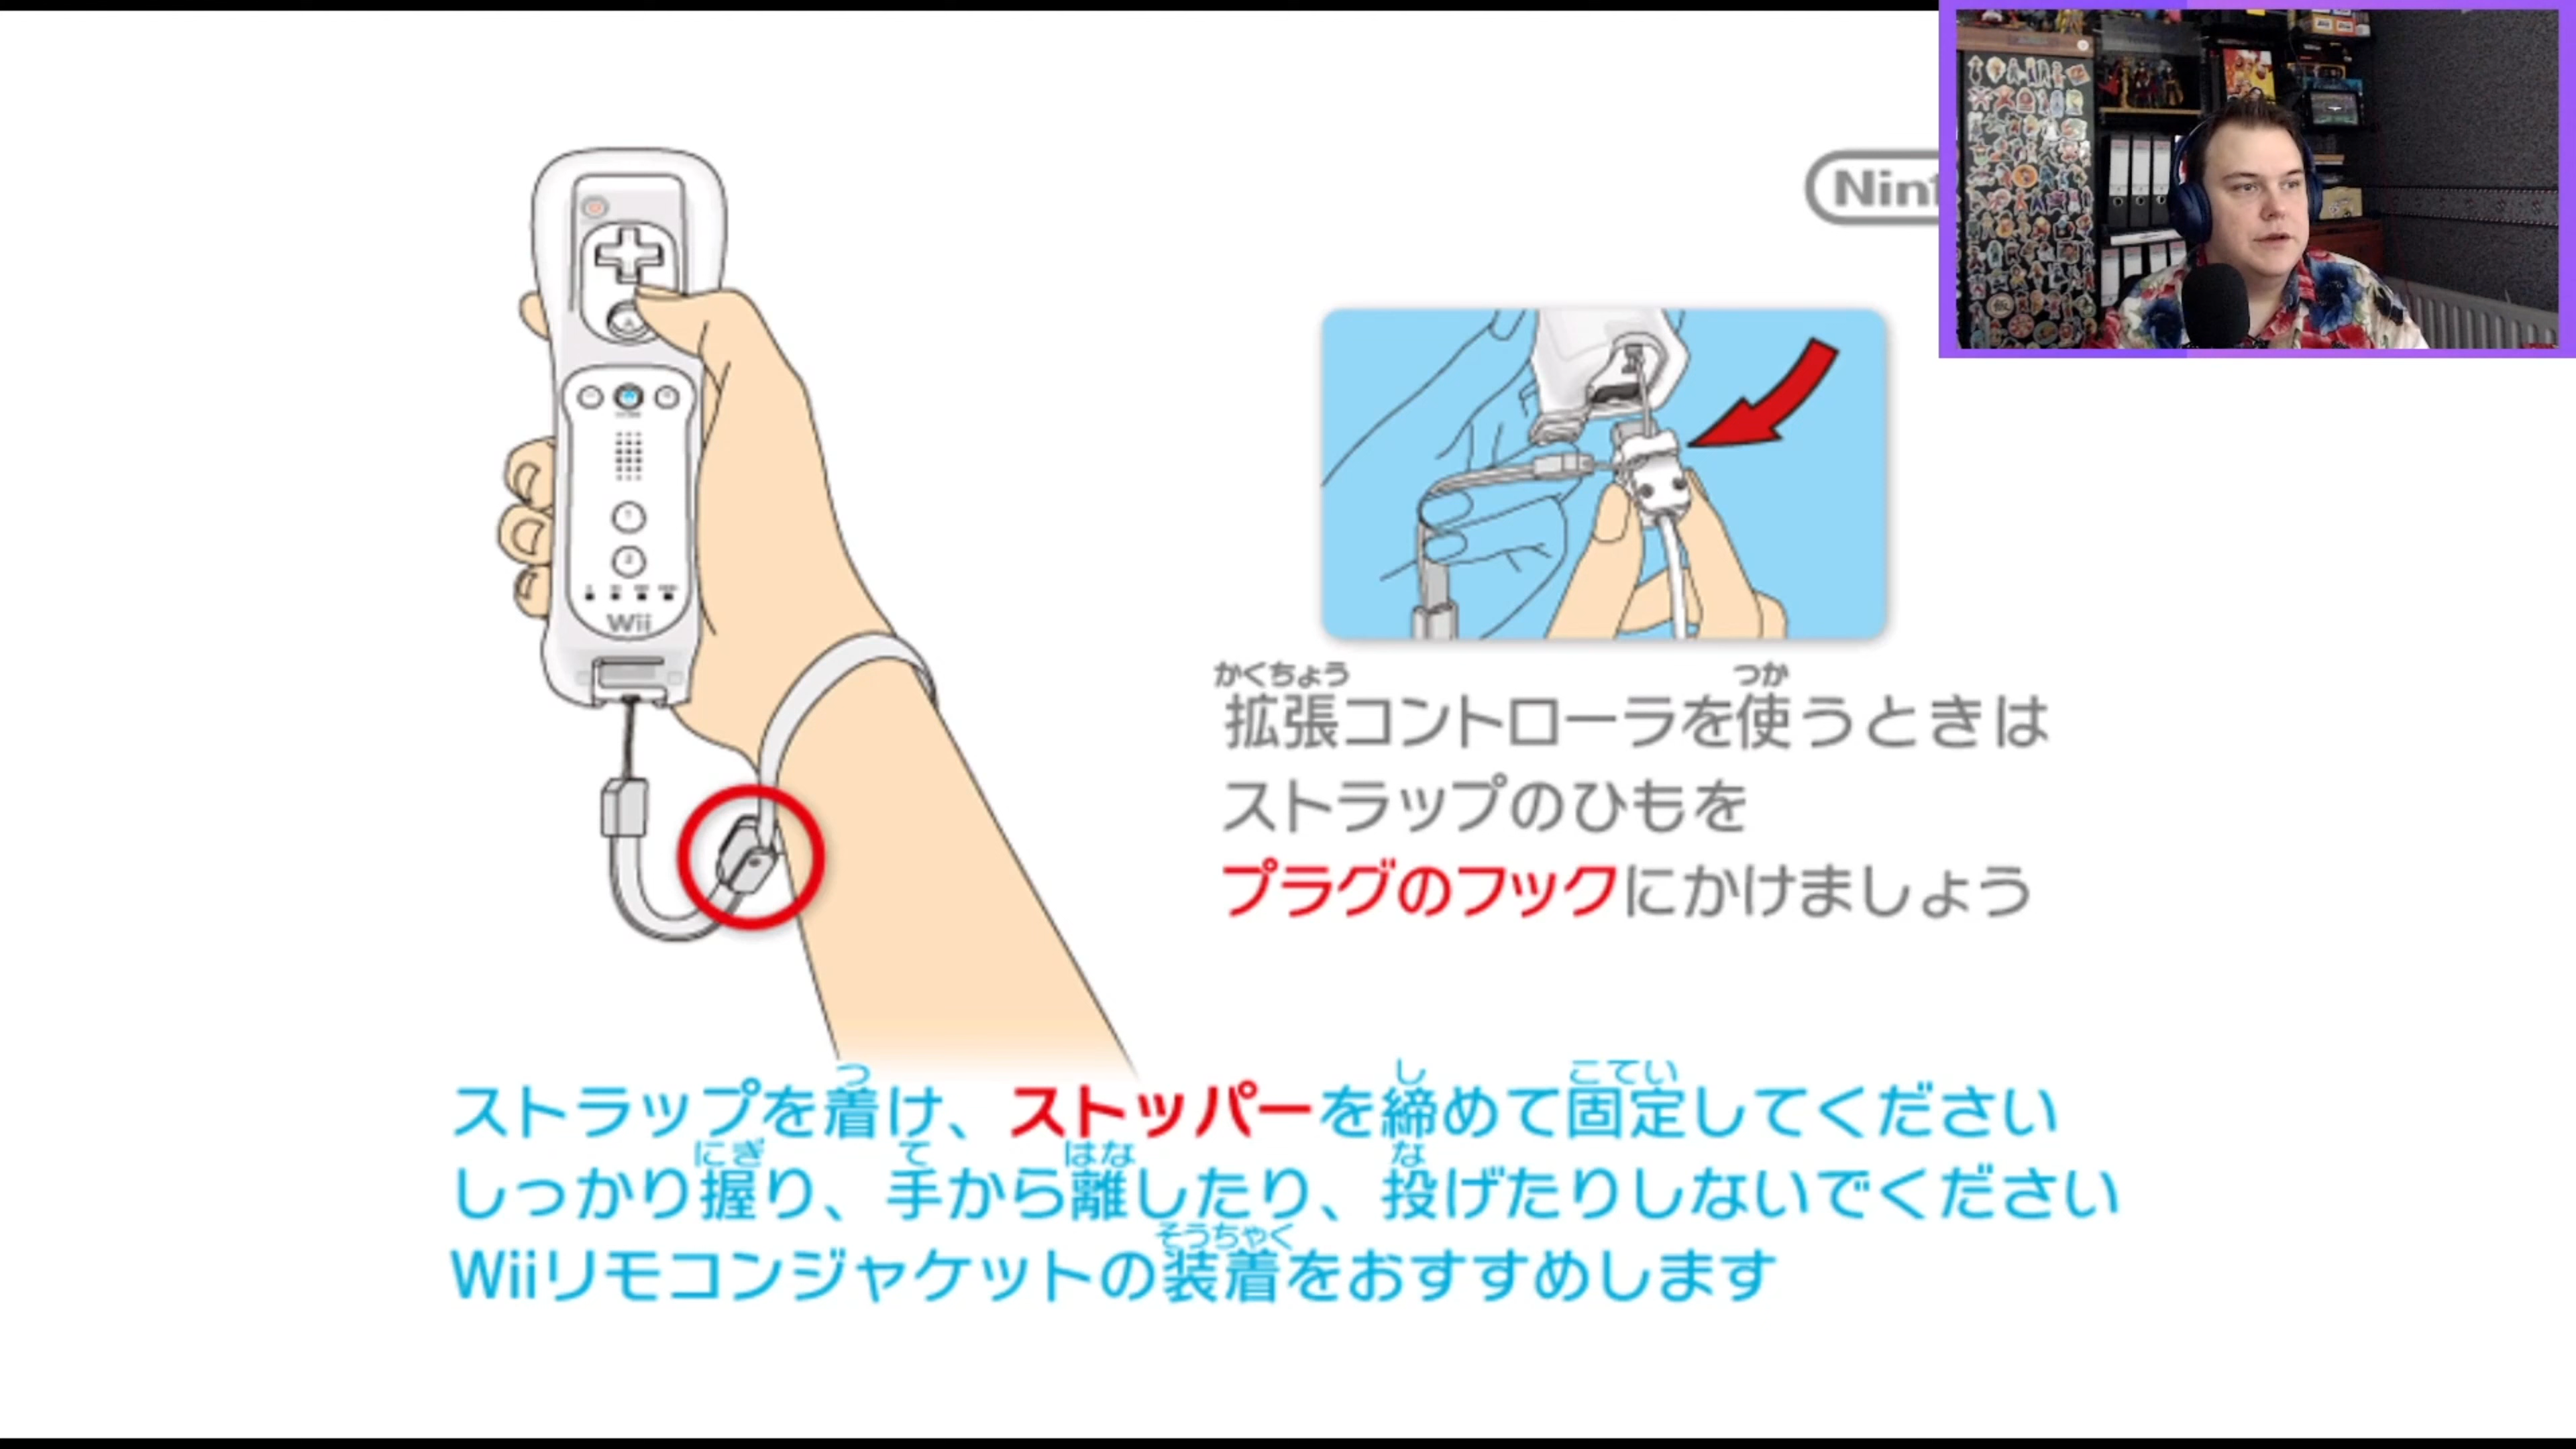 Nin
Wii
かくちょう つか
拡張コントローラを使うときは
ストラップのひもを
プラグのフックにかけましょう
つ し こてい
ストラップを着け、ストッパーを締めて固定してください
にぎ て はな な
しっかり握り、手から離したり、投げたりしないでください
そうちゃく
Wiiリモコンジャケットの装着をおすすめします